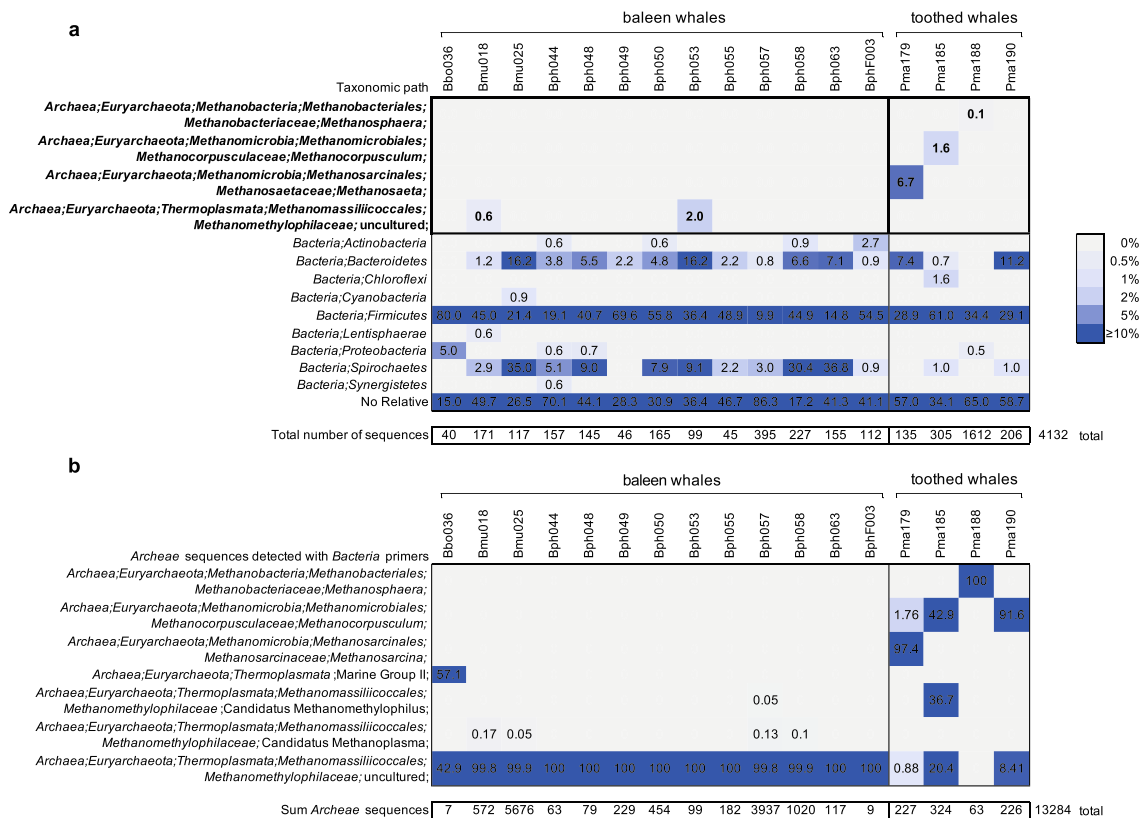 a
baleen whales
toothed whales
Taxonomic path
Bbo036 Bmu018 Bmu025 Bph044 Bph048 Bph049 Bph050 Bph053 Bph055 Bph057 Bph058 Bph063 BphF003 Pma179 Pma185 Pma188 Pma190
Archaea;Euryarchaeota;Methanobacteria;Methanobacteriales;
Methanobacteriaceae;Methanosphaera; 0.1
Archaea;Euryarchaeota;Methanomicrobia;Methanomicrobiales;
Methanocorpusculaceae;Methanocorpusculum; 1.6
Archaea;Euryarchaeota;Methanomicrobia;Methanosarcinales;
Methanosaetaceae;Methanosaeta; 6.7
Archaea;Euryarchaeota;Thermoplasmata;Methanomassiliicoccales;
Methanomethylophilaceae; uncultured; 0.6 2.0
Bacteria;Actinobacteria 0.6 0.6 0.9 2.7
Bacteria;Bacteroidetes 1.2 16.2 3.8 5.5 2.2 4.8 16.2 2.2 0.8 6.6 7.1 0.9 7.4 0.7 11.2
Bacteria;Chloroflexi 1.6
Bacteria;Cyanobacteria 0.9
Bacteria;Firmicutes 80.0 45.0 21.4 19.1 40.7 69.6 55.8 36.4 48.9 9.9 44.9 14.8 54.5 28.9 61.0 34.4 29.1
Bacteria;Lentisphaerae 0.6
Bacteria;Proteobacteria 5.0 0.6 0.7 0.5
Bacteria;Spirochaetes 2.9 35.0 5.1 9.0 7.9 9.1 2.2 3.0 30.4 36.8 0.9 1.0 1.0
Bacteria;Synergistetes 0.6
No Relative 15.0 49.7 26.5 70.1 44.1 28.3 30.9 36.4 46.7 86.3 17.2 41.3 41.1 57.0 34.1 65.0 58.7
Total number of sequences 40 171 117 157 145 46 165 99 45 395 227 155 112 135 305 1612 206 4132 total
0%
0.5%
1%
2%
5%
≥10%
b
baleen whales
toothed whales
Archeae sequences detected with Bacteria primers
Bbo036 Bmu018 Bmu025 Bph044 Bph048 Bph049 Bph050 Bph053 Bph055 Bph057 Bph058 Bph063 BphF003 Pma179 Pma185 Pma188 Pma190
Archaea;Euryarchaeota;Methanobacteria;Methanobacteriales;
Methanobacteriaceae;Methanosphaera; 100
Archaea;Euryarchaeota;Methanomicrobia;Methanomicrobiales;
Methanocorpusculaceae;Methanocorpusculum; 1.76 42.9 91.6
Archaea;Euryarchaeota;Methanomicrobia;Methanosarcinales;
Methanosarcinaceae;Methanosarcina; 97.4
Archaea;Euryarchaeota;Thermoplasmata ;Marine Group II; 57.1
Archaea;Euryarchaeota;Thermoplasmata;Methanomassiliicoccales;
Methanomethylophilaceae ;Candidatus Methanomethylophilus; 0.05 36.7
Archaea;Euryarchaeota;Thermoplasmata;Methanomassiliicoccales;
Methanomethylophilaceae; Candidatus Methanoplasma; 0.17 0.05 0.13 0.1
Archaea;Euryarchaeota;Thermoplasmata;Methanomassiliicoccales;
Methanomethylophilaceae; uncultured; 42.9 99.8 99.9 100 100 100 100 100 100 99.8 99.9 100 100 0.88 20.4 8.41
Sum Archeae sequences 7 572 5676 63 79 229 454 99 182 3937 1020 117 9 227 324 63 226 13284 total